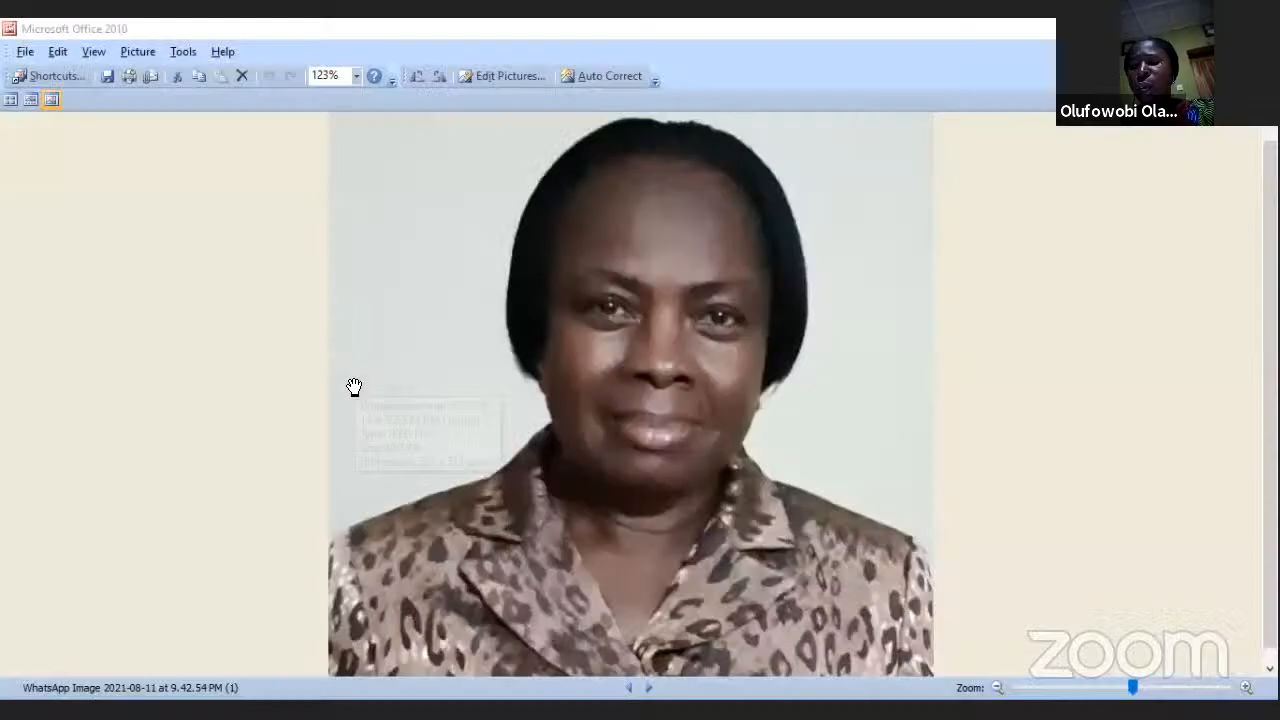 Microsoft Office 2010
File Edit View Picture Tools Help
Shortcuts... 123% Edit Pictures... Auto Correct
Olufowobi Ola...
zoom
WhatsApp Image 2021-08-11 at 9.42.54 PM (1)
Zoom: